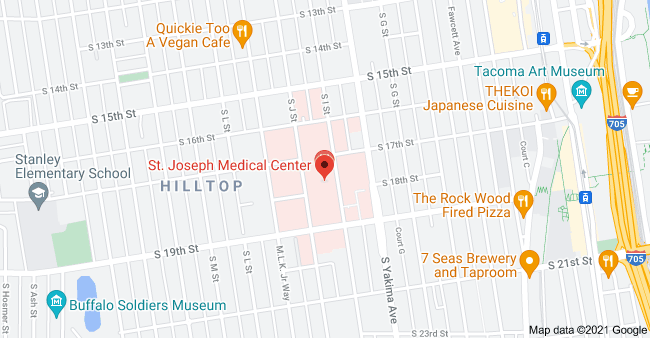 Quickie Too
A Vegan Cafe
S 13th St
S 14th St
S G St
Fawcett Ave
S 15th St
Tacoma Art Museum
THEKOI
Japanese Cuisine
S 15th St
S L St
S J St
S I St
S G St
705
S 16th St
S 17th St
Court C
Stanley
Elementary School
St. Joseph Medical Center
HILLTOP
S 18th St
The Rock Wood
Fired Pizza
S 19th St
Court G
7 Seas Brewery
and Taproom
S 21st St
705
S Hosmer St
S Ash St
S M St
S L St
M.L.K. Jr Way
S Yakima Ave
Buffalo Soldiers Museum
S 23rd St
Map data ©2021 Google